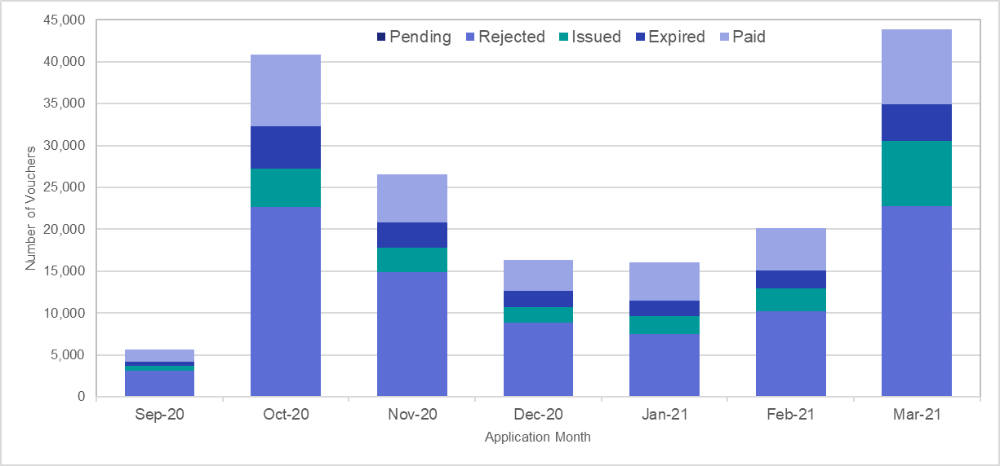 45,000
Pending Rejected Issued Expired Paid
40,000
35,000
30,000
25,000
20,000
15,000
10,000
5,000
0
Number of Vouchers
Sep-20 Oct-20 Nov-20 Dec-20 Jan-21 Feb-21 Mar-21
Application Month